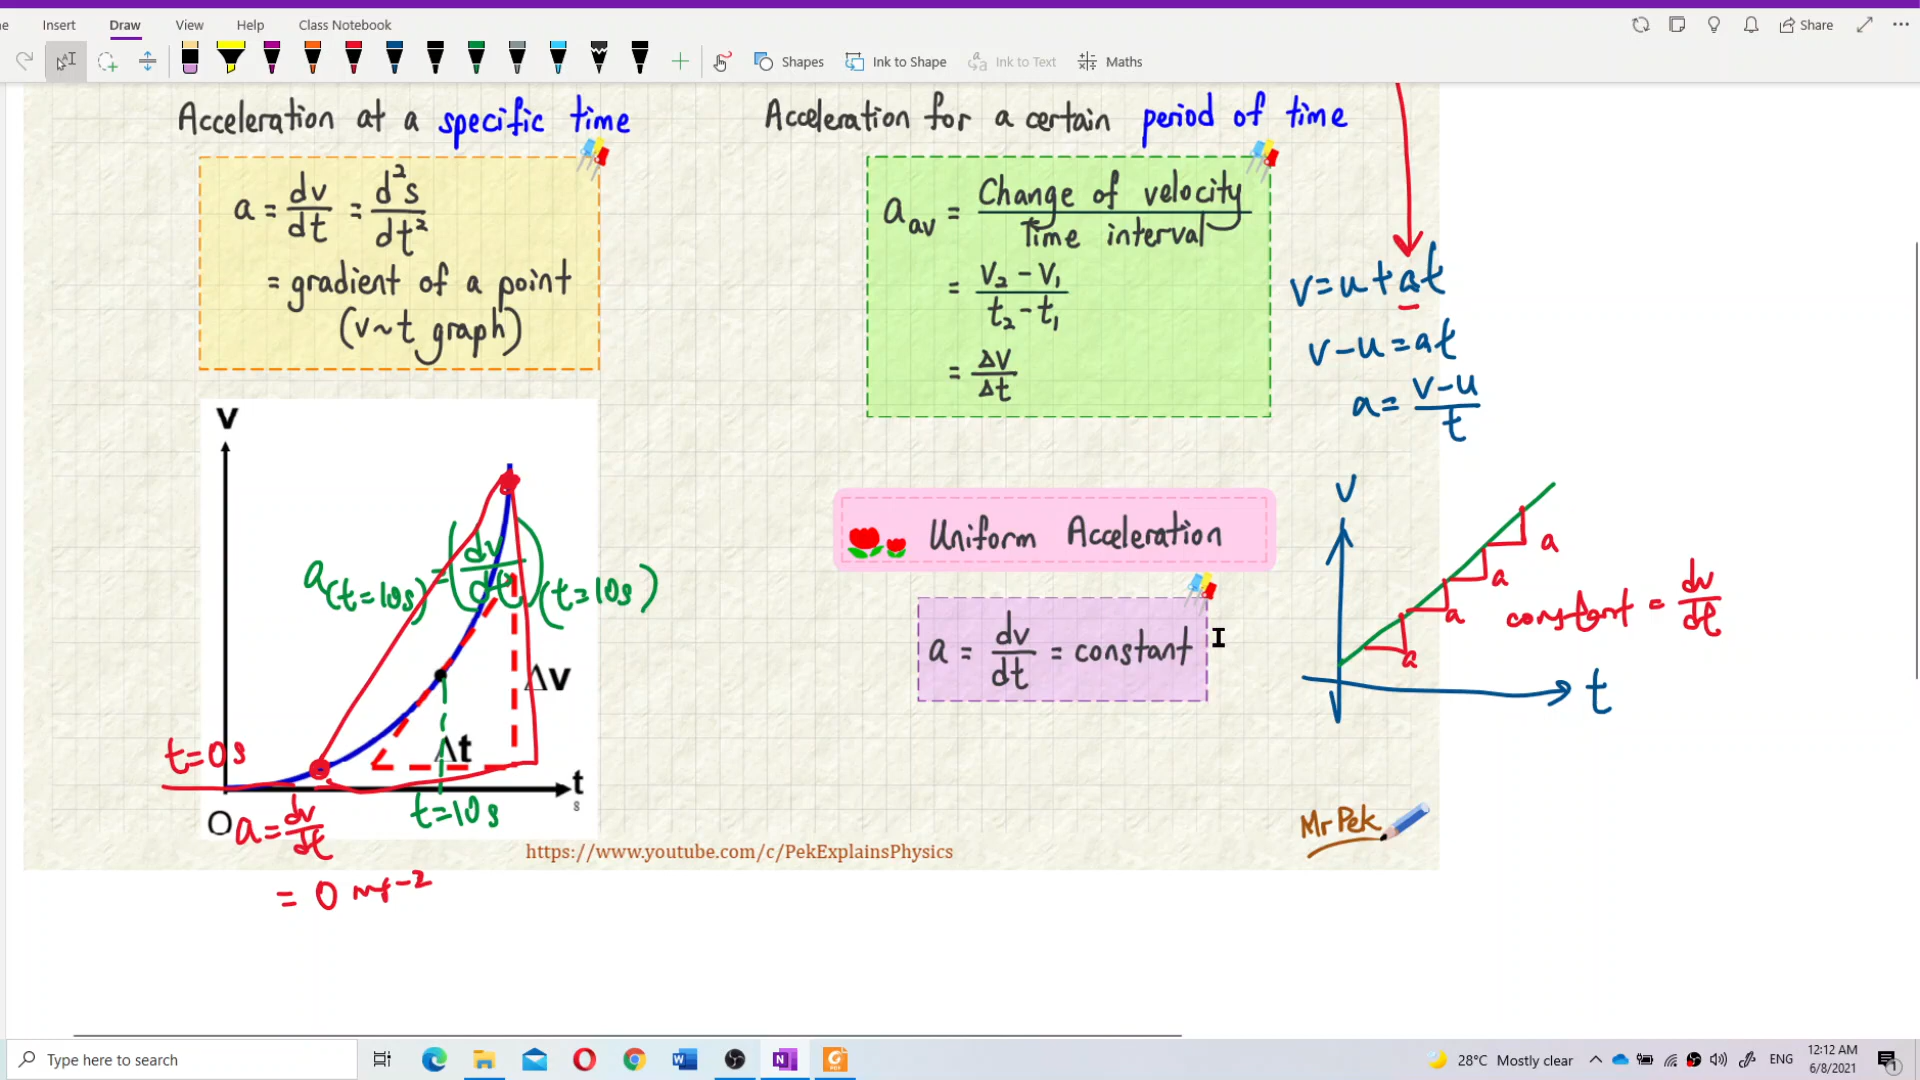 Insert Draw View Help Class Notebook
Share
Shapes Ink to Shape Ink to Text Maths
Acceleration at a specific time
a = dv/dt = d²s/dt²
= gradient of a point
(v~t graph)
Acceleration for a certain period of time
a_av = Change of velocity / Time interval
= v₂ - v₁ / t₂ - t₁
= Δv / Δt
v = u + at
v - u = at
a = v - u / t
v
a(t=10s) = (dv/dt)(t=10s)
Δv
Δt
t=0s
t
s
O
t=10s
a = dv/dt
= 0 ms⁻²
Uniform Acceleration
a = dv/dt = constant
v
a
a
a
a
constant = dv/dt
t
Mr Pek
https://www.youtube.com/c/PekExplainsPhysics
Type here to search
28°C Mostly clear
ENG
12:12 AM
6/8/2021
1